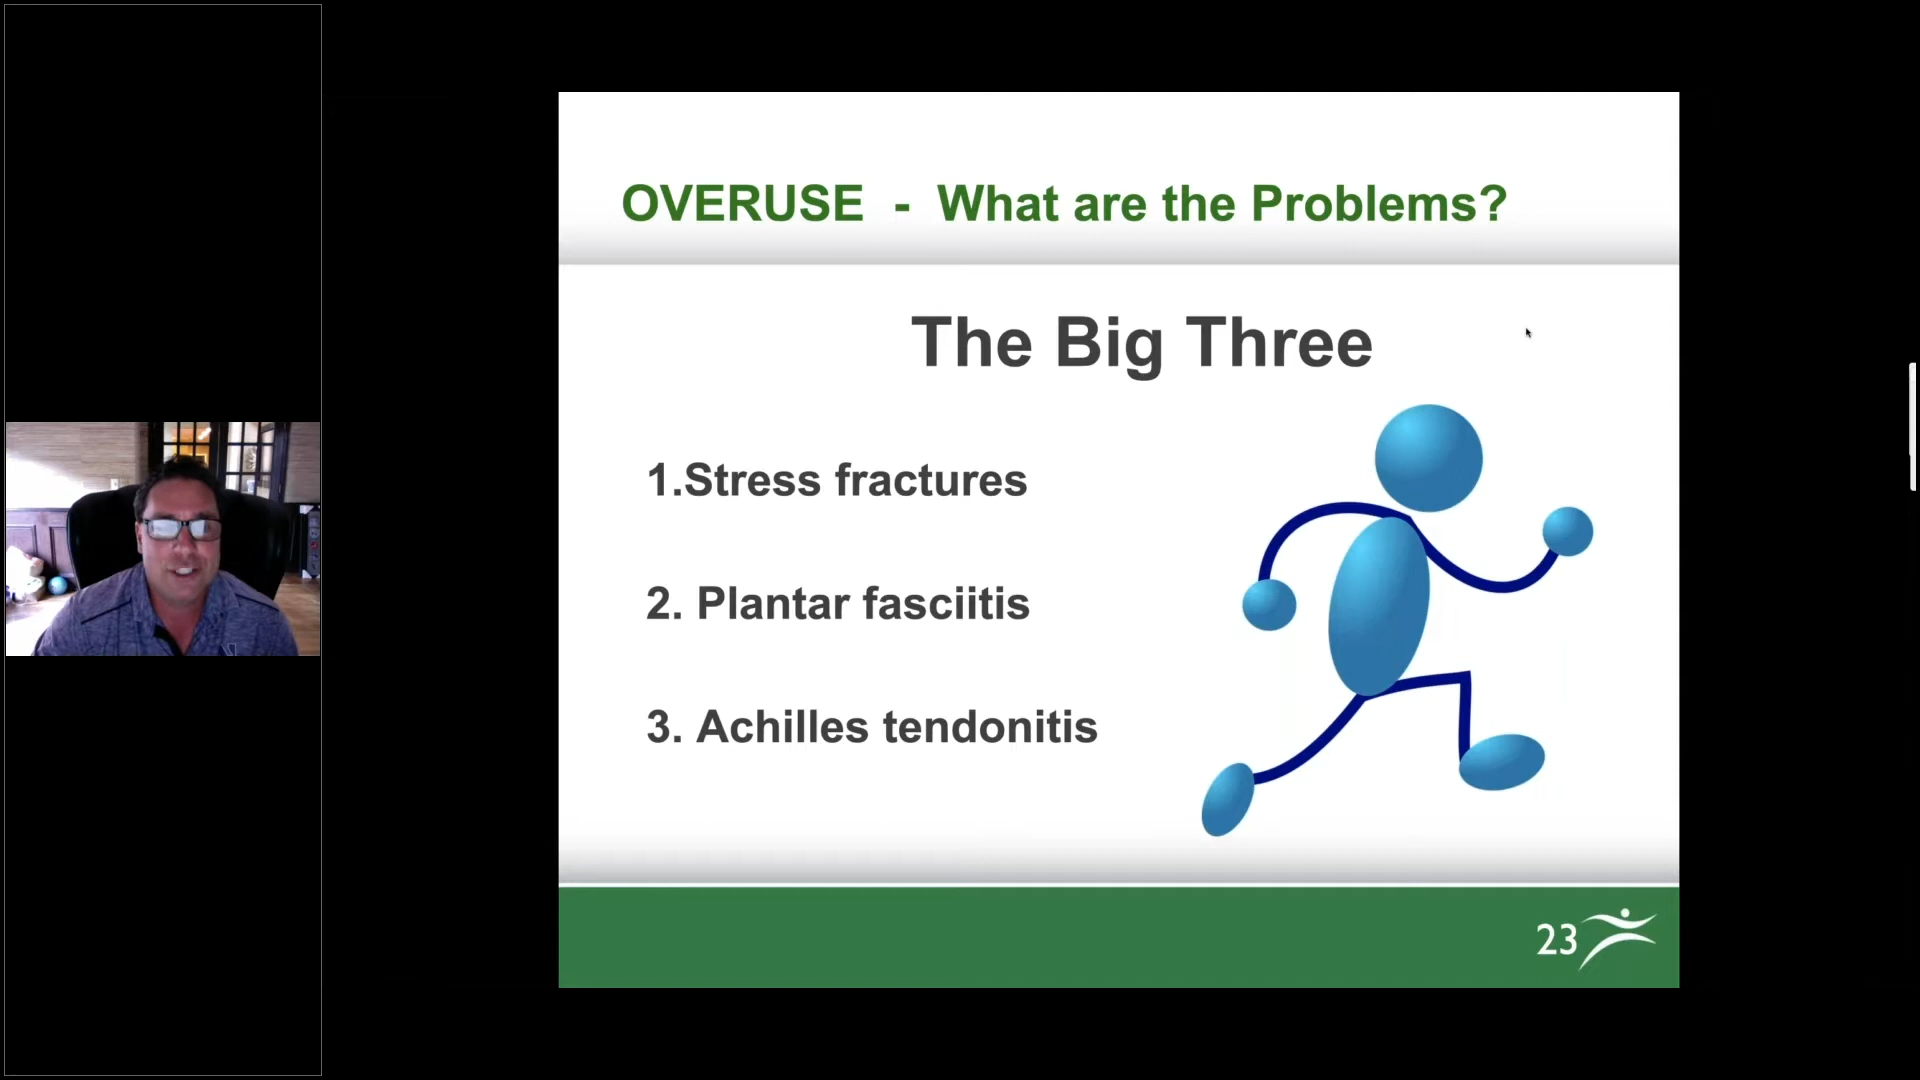 OVERUSE - What are the Problems?
The Big Three
1.Stress fractures
2. Plantar fasciitis
3. Achilles tendonitis
23